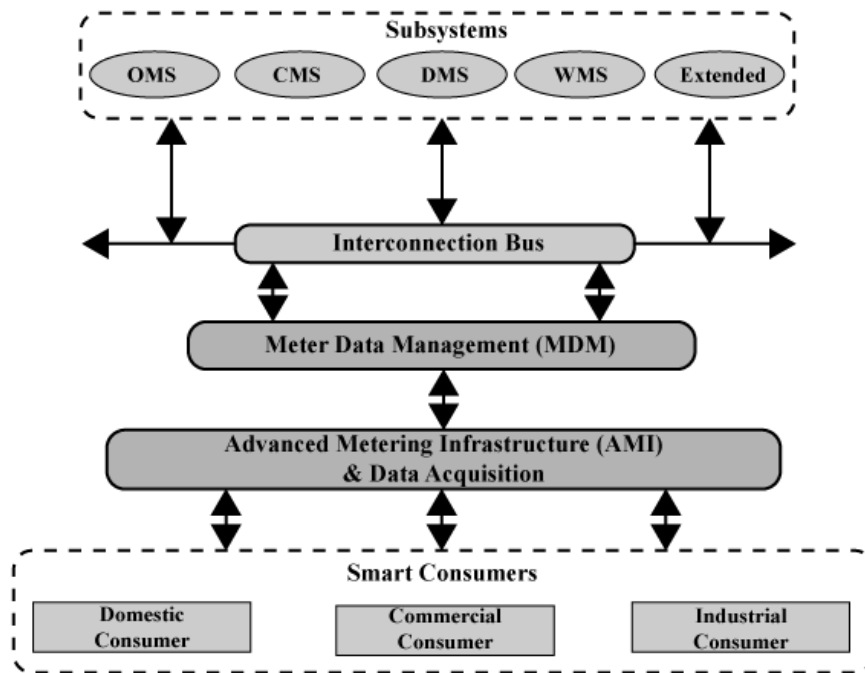 Subsystems
OMS
CMS
DMS
WMS
Extended
Interconnection Bus
Meter Data Management (MDM)
Advanced Metering Infrastructure (AMI)
& Data Acquisition
Smart Consumers
Domestic
Consumer
Commercial
Consumer
Industrial
Consumer